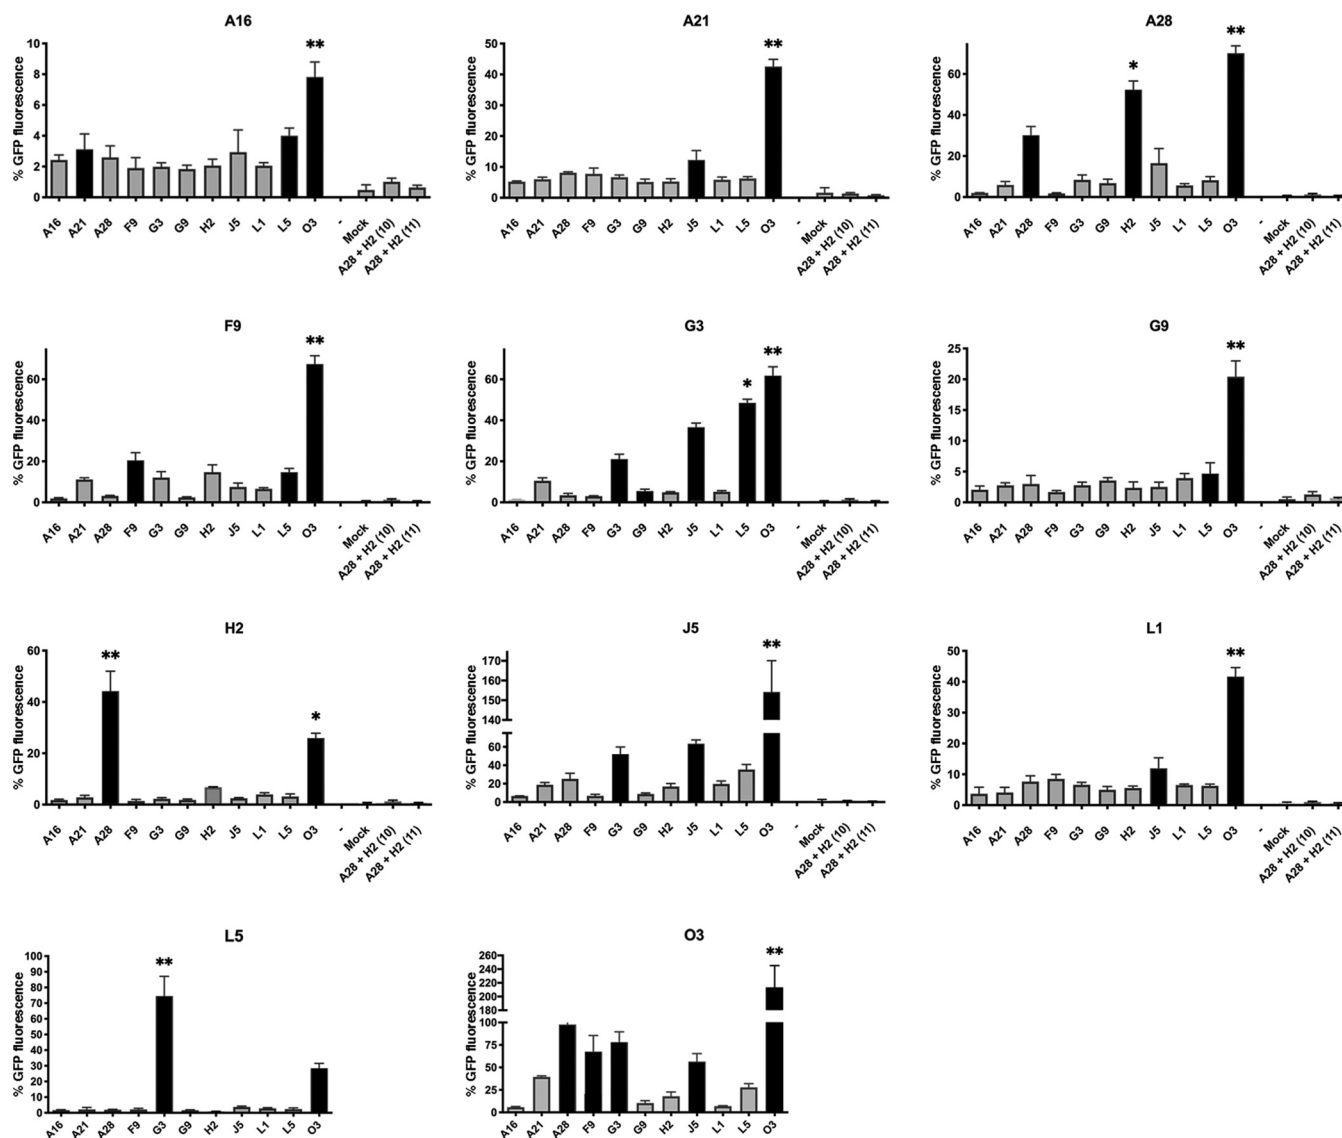 A16
% GFP fluorescence
10
8
6
4
2
0
**
A16 A21 A28 F9 G3 G9 H2 J5 L1 L5 O3 - Mock A28 + H2 (10) A28 + H2 (11)
A21
% GFP fluorescence
50
40
30
20
10
0
**
A16 A21 A28 F9 G3 G9 H2 J5 L1 L5 O3 - Mock A28 + H2 (10) A28 + H2 (11)
A28
% GFP fluorescence
60
40
20
0
* **
A16 A21 A28 F9 G3 G9 H2 J5 L1 L5 O3 - Mock A28 + H2 (10) A28 + H2 (11)
F9
% GFP fluorescence
60
40
20
0
**
A16 A21 A28 F9 G3 G9 H2 J5 L1 L5 O3 - Mock A28 + H2 (10) A28 + H2 (11)
G3
% GFP fluorescence
60
40
20
0
* **
A16 A21 A28 F9 G3 G9 H2 J5 L1 L5 O3 - Mock A28 + H2 (10) A28 + H2 (11)
G9
% GFP fluorescence
25
20
15
10
5
0
**
A16 A21 A28 F9 G3 G9 H2 J5 L1 L5 O3 - Mock A28 + H2 (10) A28 + H2 (11)
H2
% GFP fluorescence
60
40
20
0
** *
A16 A21 A28 F9 G3 G9 H2 J5 L1 L5 O3 - Mock A28 + H2 (10) A28 + H2 (11)
J5
% GFP fluorescence
170
160
150
140
60
40
20
0
**
A16 A21 A28 F9 G3 G9 H2 J5 L1 L5 O3 - Mock A28 + H2 (10) A28 + H2 (11)
L1
% GFP fluorescence
50
40
30
20
10
0
**
A16 A21 A28 F9 G3 G9 H2 J5 L1 L5 O3 - Mock A28 + H2 (10) A28 + H2 (11)
L5
% GFP fluorescence
100
90
80
70
60
50
40
30
20
10
0
**
A16 A21 A28 F9 G3 G9 H2 J5 L1 L5 O3
O3
% GFP fluorescence
260
240
220
200
180
100
75
50
25
0
**
A16 A21 A28 F9 G3 G9 H2 J5 L1 L5 O3